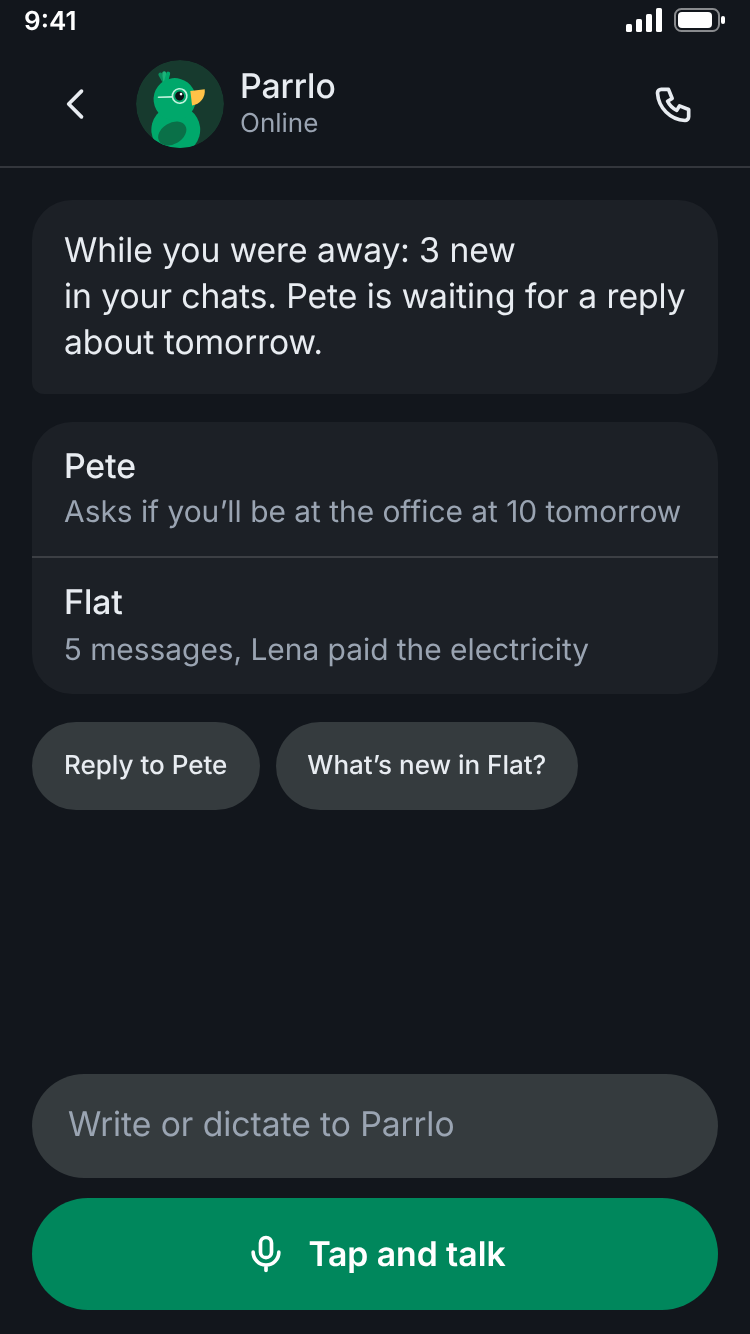 9:41
Parrlo
Online
While you were away: 3 new
in your chats. Pete is waiting for a reply
about tomorrow.
Pete
Asks if you’ll be at the office at 10 tomorrow
Flat
5 messages, Lena paid the electricity
Reply to Pete
What’s new in Flat?
Write or dictate to Parrlo
Tap and talk